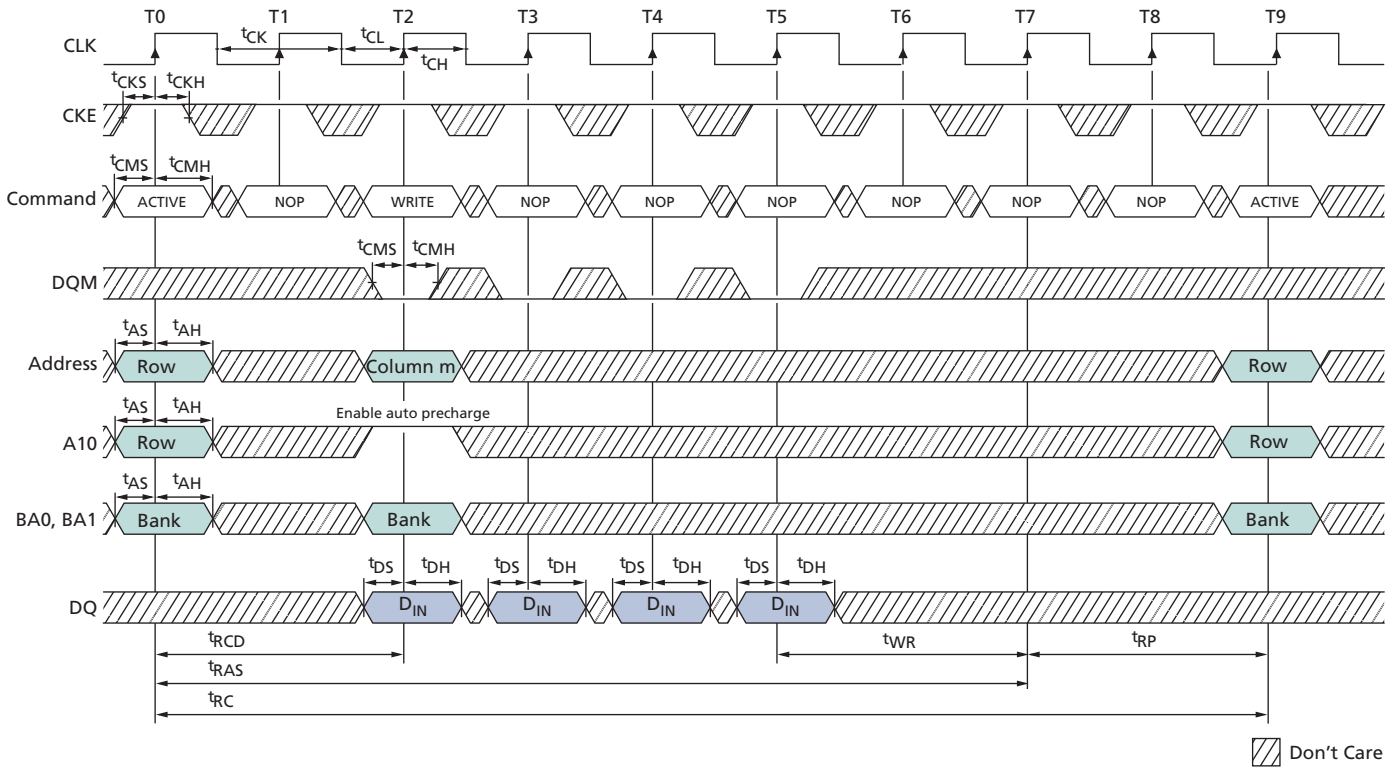 T0 T1 T2 T3 T4 T5 T6 T7 T8 T9
CLK
tCK tCL
tCH
tCKS tCKH
CKE
tCMS tCMH
Command ACTIVE NOP WRITE NOP NOP NOP NOP NOP NOP ACTIVE
tCMS tCMH
DQM
tAS tAH
Address Row Column m Row
tAS tAH Enable auto precharge
A10 Row Row
tAS tAH
BA0, BA1 Bank Bank Bank
tDS tDH tDS tDH tDS tDH tDS tDH
DQ DIN DIN DIN DIN
tRCD tWR tRP
tRAS
tRC
Don't Care